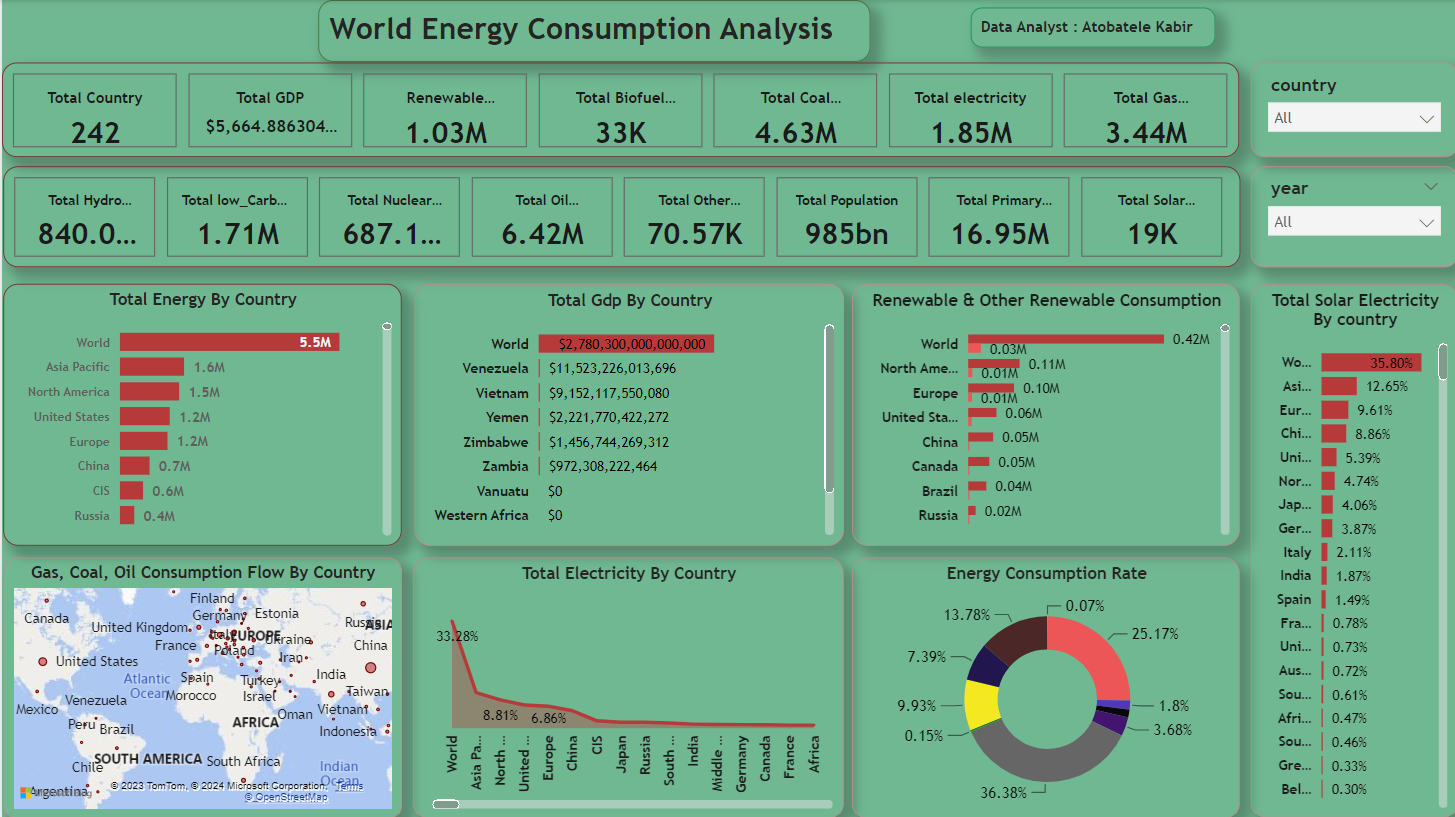 World Energy Consumption Analysis
Data Analyst : Atobatele Kabir
Total Country
242
Total GDP
$5,664.886304...
Renewable...
1.03M
Total Biofuel...
33K
Total Coal...
4.63M
Total electricity
1.85M
Total Gas...
3.44M
country
All
Total Hydro...
840.0...
Total low_Carb...
1.71M
Total Nuclear...
687.1...
Total Oil...
6.42M
Total Other...
70.57K
Total Population
985bn
Total Primary...
16.95M
Total Solar...
19K
year
All
Total Energy By Country
World 5.5M
Asia Pacific 1.6M
North America 1.5M
United States 1.2M
Europe 1.2M
China 0.7M
CIS 0.6M
Russia 0.4M
Total Gdp By Country
World $2,780,300,000,000,000
Venezuela $11,523,226,013,696
Vietnam $9,152,117,550,080
Yemen $2,221,770,422,272
Zimbabwe $1,456,744,269,312
Zambia $972,308,222,464
Vanuatu $0
Western Africa $0
Renewable & Other Renewable Consumption
World 0.42M
0.03M
North Ame... 0.11M
0.01M
Europe 0.10M
0.01M
United Sta... 0.06M
China 0.05M
Canada 0.05M
Brazil 0.04M
Russia 0.02M
Total Solar Electricity
By country
Wo... 35.80%
Asi... 12.65%
Eur... 9.61%
Chi... 8.86%
Uni... 5.39%
Nor... 4.74%
Jap... 4.06%
Ger... 3.87%
Italy 2.11%
India 1.87%
Spain 1.49%
Fra... 0.78%
Uni... 0.73%
Aus... 0.72%
Sou... 0.61%
Afri... 0.47%
Sou... 0.46%
Gre... 0.33%
Bel... 0.30%
Gas, Coal, Oil Consumption Flow By Country
Finland
Canada
Germany
Estonia
United Kingdom
EUROPE
Ukraine
Russia
ASIA
France
Poland
China
United States
Iran
Atlantic
Ocean
Spain
Turkey
India
Morocco
Israel
Taiwan
Venezuela
Mexico
Oman
Vietnam
AFRICA
Peru
Brazil
Indonesia
SOUTH AMERICA
South Africa
Chile
Indian
Ocean
Argentina
© 2023 TomTom, © 2024 Microsoft Corporation, Terms
© OpenStreetMap
Total Electricity By Country
33.28%
8.81%
6.86%
World
Asia Pa...
North ...
United ...
Europe
China
CIS
Japan
Russia
South ...
India
Middle ...
Germany
Canada
France
Africa
Energy Consumption Rate
0.07%
13.78%
25.17%
7.39%
9.93%
1.8%
3.68%
0.15%
36.38%